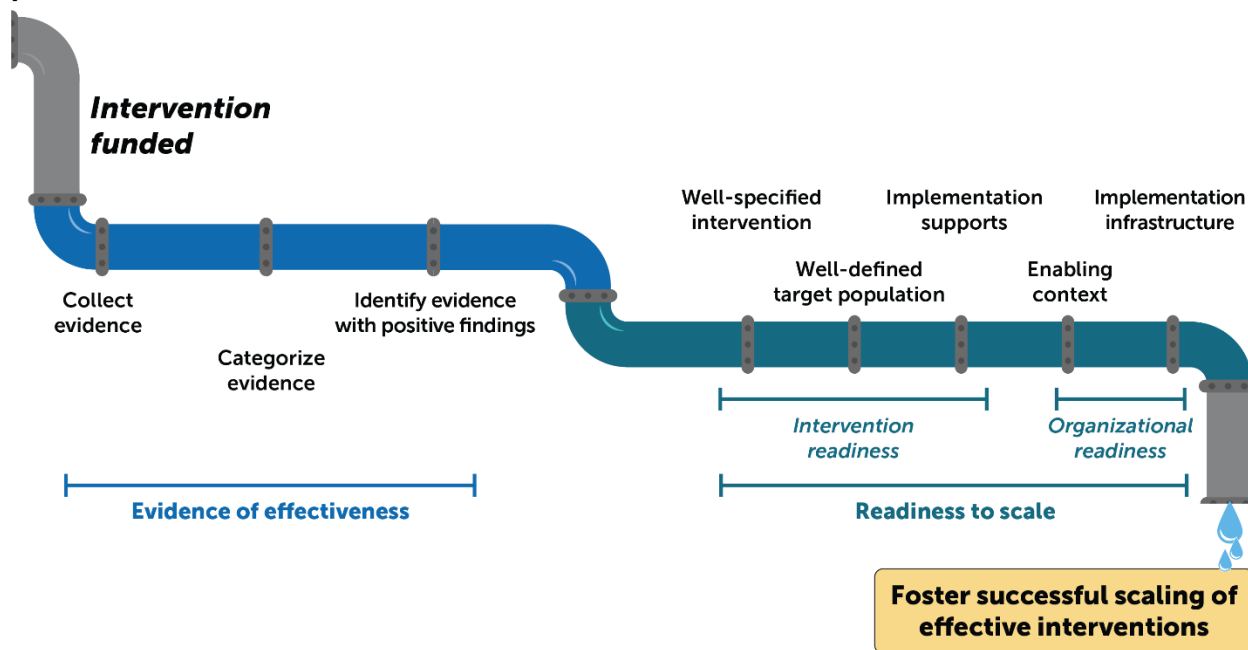 Intervention
funded
Collect
evidence
Categorize
evidence
Identify evidence
with positive findings
Evidence of effectiveness
Well-specified
intervention
Well-defined
target population
Implementation
supports
Enabling
context
Implementation
infrastructure
Intervention
readiness
Organizational
readiness
Readiness to scale
Foster successful scaling of
effective interventions